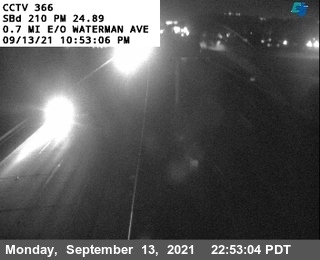 CCTV 366
SBd 210 PM 24.89
0.7 MI E/O WATERMAN AVE
09/13/21 10:53:06 PM
Monday, September 13, 2021 22:53:04 PDT